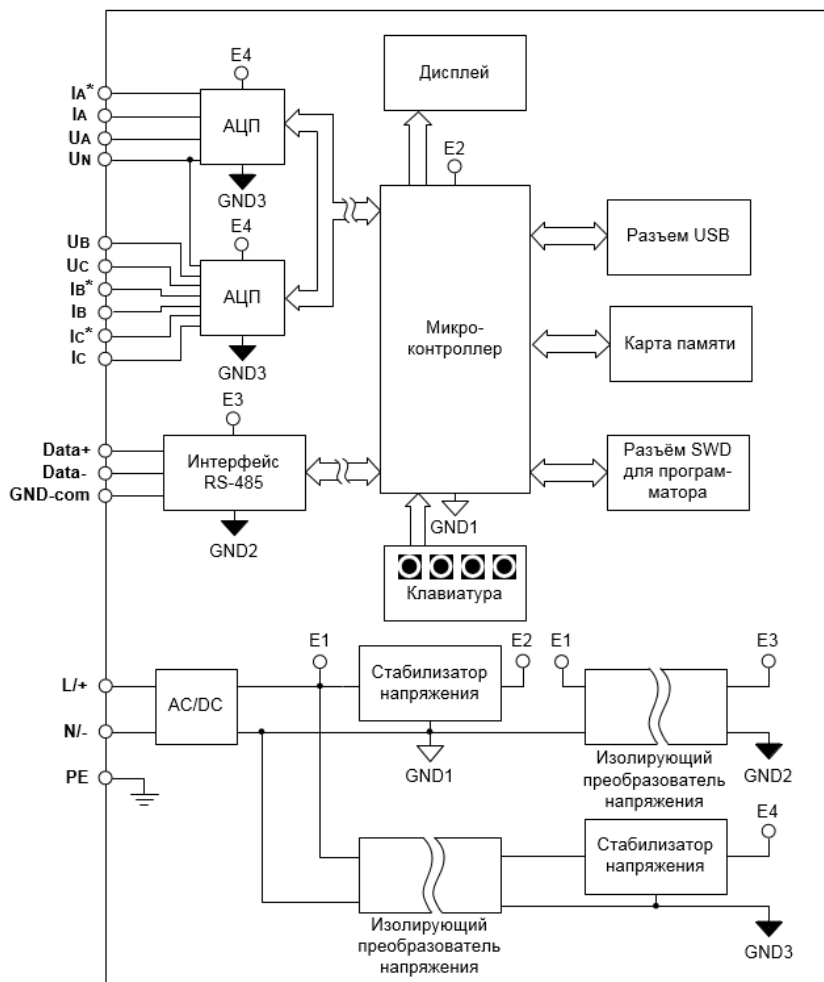 E4
Дисплей
IA*
IA
UA
UN
АЦП
E2
GND3
E4
UB
UC
IB*
IB
IC*
IC
АЦП
GND3
Микро-
контроллер
Разъем USB
Карта памяти
E3
Data+
Data-
GND-com
Интерфейс
RS-485
GND2
Разъём SWD
для програм-
матора
GND1
Клавиатура
E1
E2
E1
E3
L/+
N/-
PE
AC/DC
Стабилизатор
напряжения
GND1
Изолирующий
преобразователь
напряжения
GND2
E4
Стабилизатор
напряжения
Изолирующий
преобразователь
напряжения
GND3